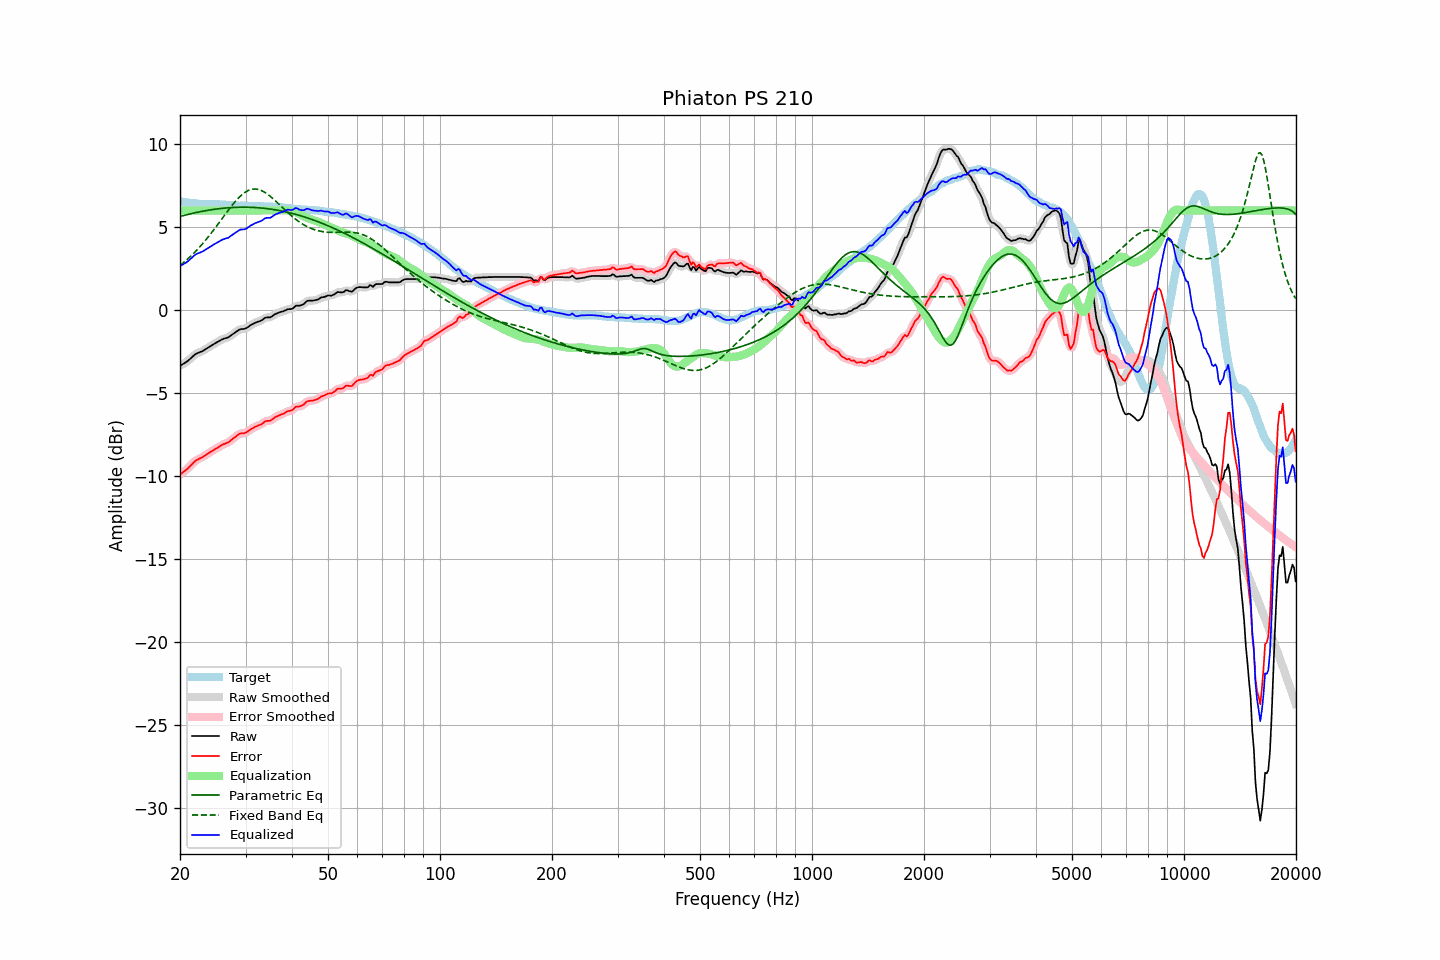 Phiaton PS 210
Amplitude (dBr)
10
5
0
−5
−10
−15
−20
−25
−30
Target
Raw Smoothed
Error Smoothed
Raw
Error
Equalization
Parametric Eq
Fixed Band Eq
Equalized
20 50 100 200 500 1000 2000 5000 10000 20000
Frequency (Hz)